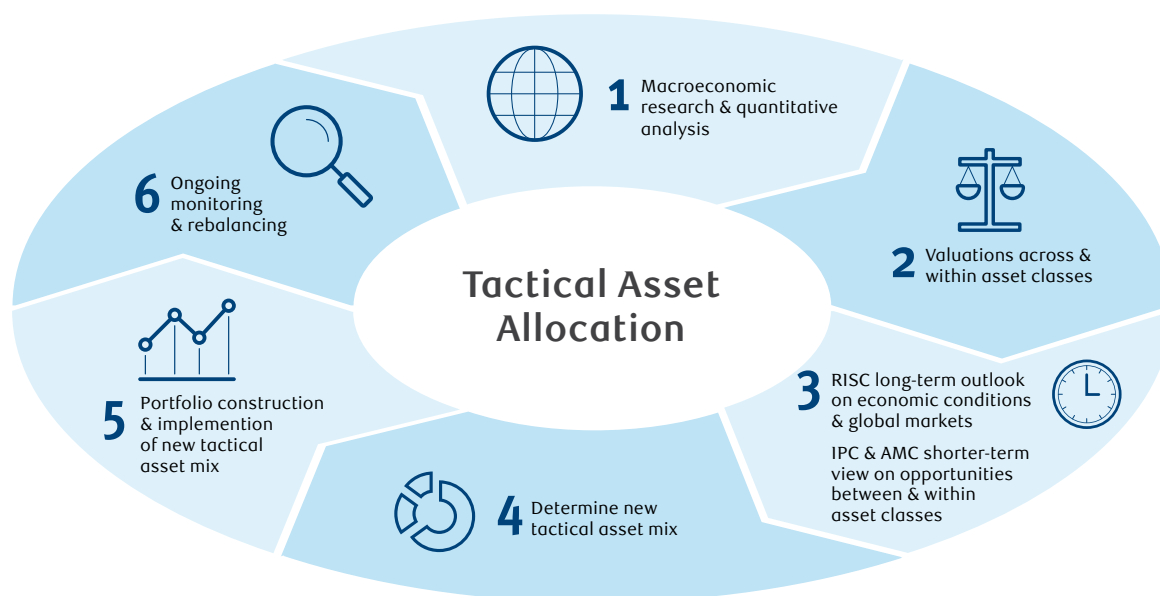 Tactical Asset
Allocation
1 Macroeconomic
research & quantitative
analysis
2 Valuations across &
within asset classes
3 RISC long-term outlook
on economic conditions
& global markets
IPC & AMC shorter-term
view on opportunities
between & within
asset classes
4 Determine new
tactical asset mix
5 Portfolio construction
& implemention
of new tactical
asset mix
6 Ongoing
monitoring
& rebalancing